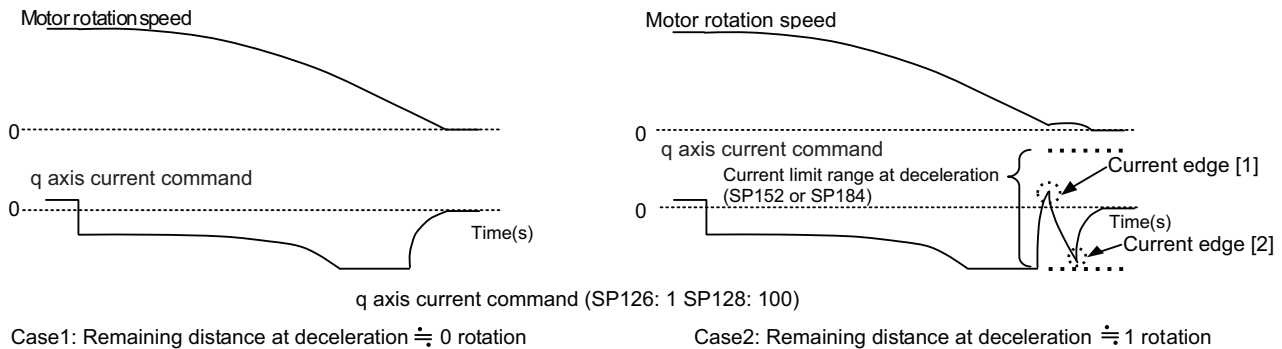 Motor rotation speed
0
q axis current command
0
Time(s)
Motor rotation speed
0
q axis current command
Current limit range at deceleration
(SP152 or SP184)
Current edge [1]
0
Time(s)
Current edge [2]
q axis current command (SP126: 1 SP128: 100)
Case1: Remaining distance at deceleration ≒ 0 rotation
Case2: Remaining distance at deceleration ≒ 1 rotation